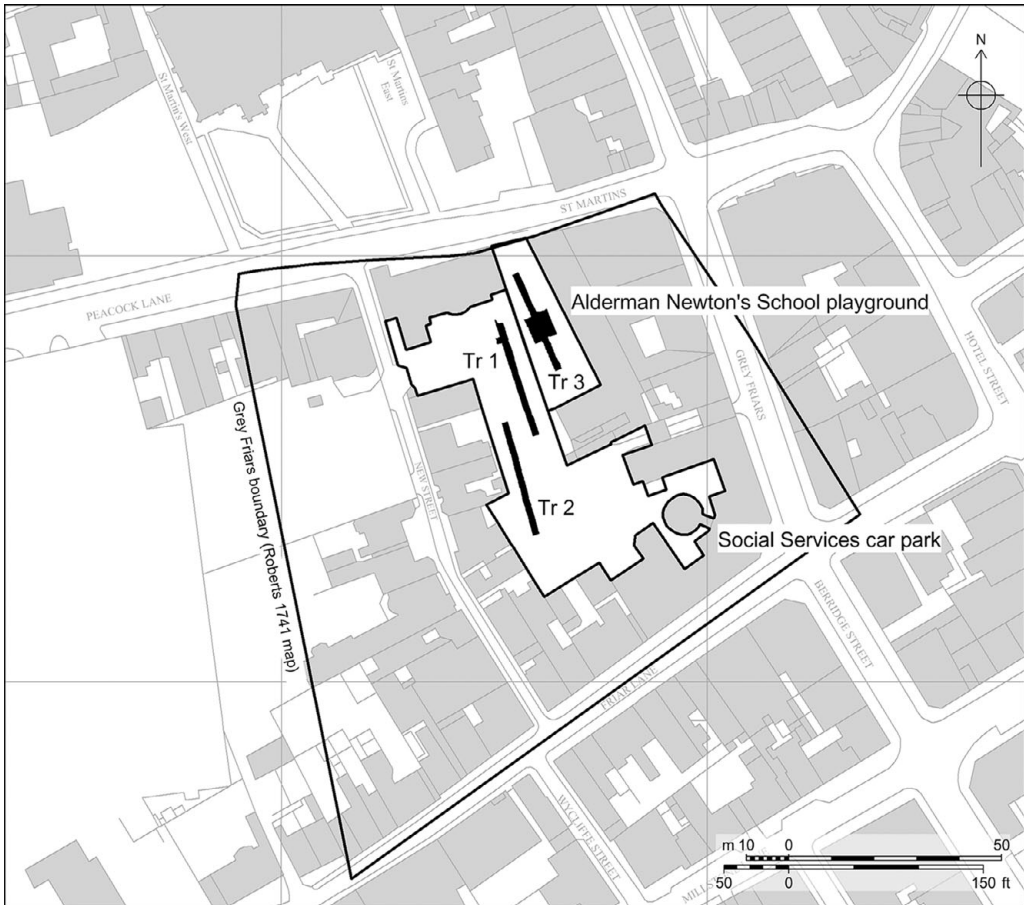 St Martin's West
St Martins
East
N
ST MARTINS
PEACOCK LANE
Alderman Newton's School playground
HOTEL STREET
Tr 1
Tr 3
GREY FRIARS
Grey Friars boundary (Roberts 1741 map)
NEW STREET
Tr 2
Social Services car park
BERRIDGE STREET
FRIAR LANE
WYCLIFFE STREET
m 10 0 50
50 0 150 ft